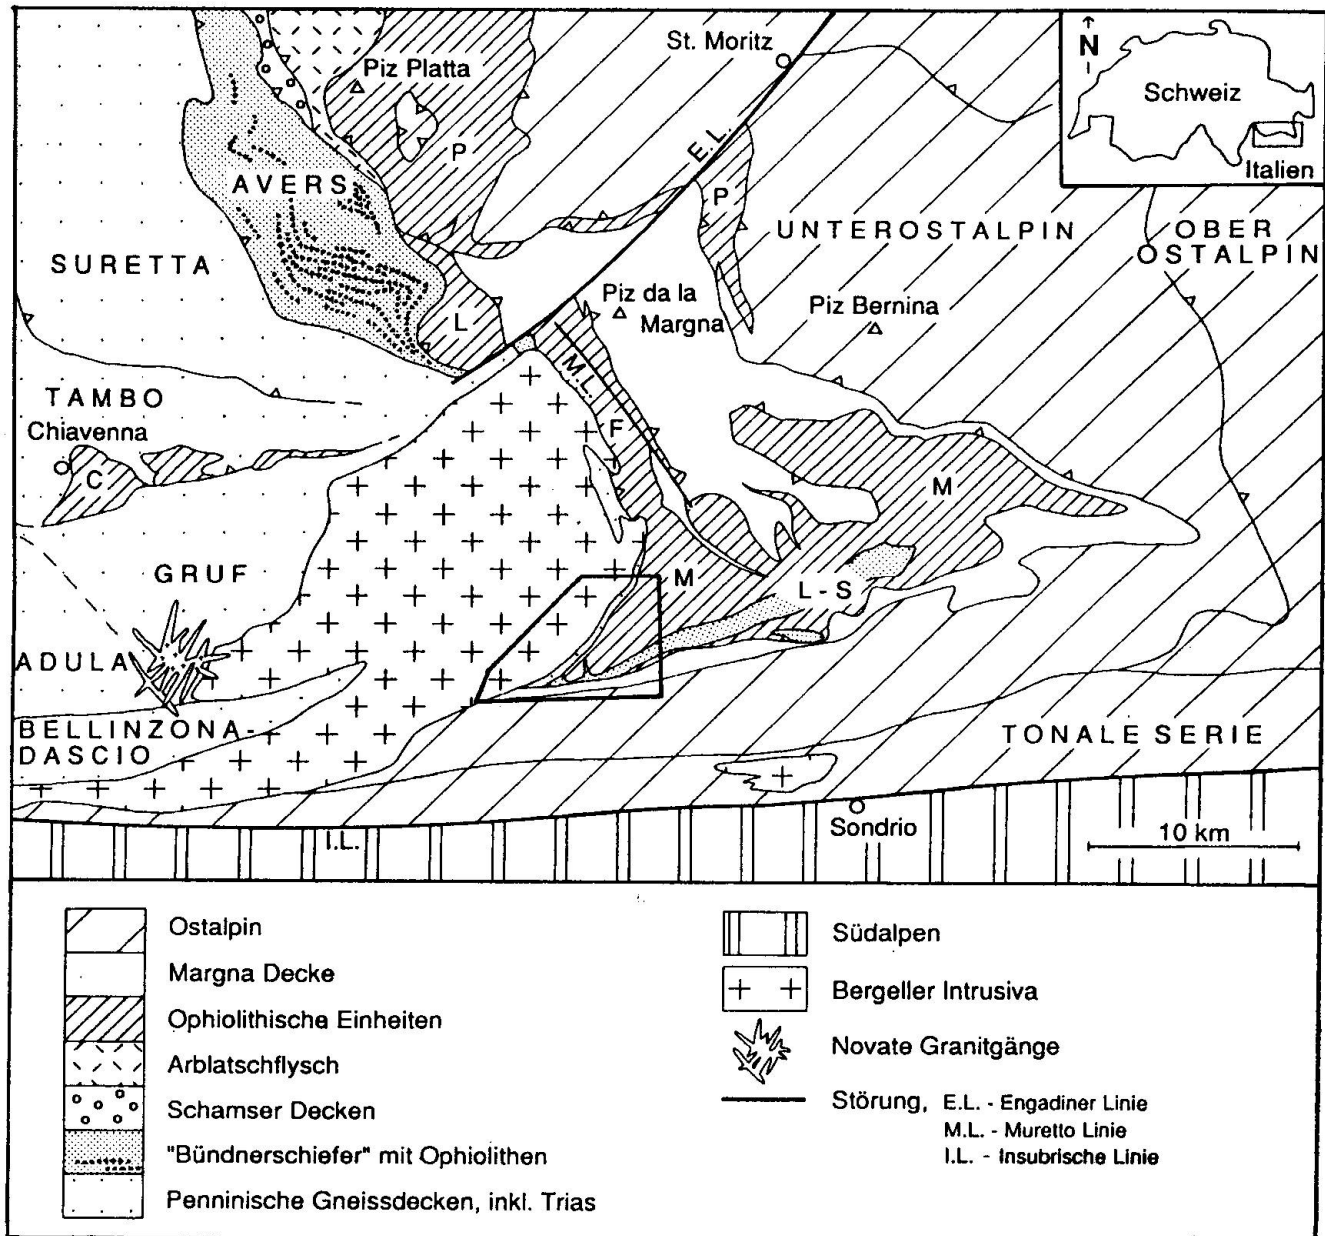 St. Moritz
N
Schweiz
Italien
Piz Platta
P
E.L.
AVERS
P
UNTEROSTALPIN
OBER
OSTALPIN
SURETTA
Piz da la
Margna
Piz Bernina
L
M.L.
TAMBO
Chiavenna
F
C
M
GRUF
M
L - S
ADULA
BELLINZONA-
DASCIO
TONALE SERIE
I.L.
Sondrio
10 km
Ostalpin
Margna Decke
Ophiolithische Einheiten
Arblatschflysch
Schamser Decken
"Bündnerschiefer" mit Ophiolithen
Penninische Gneissdecken, inkl. Trias
Südalpen
Bergeller Intrusiva
Novate Granitgänge
Störung, E.L. - Engadiner Linie
M.L. - Muretto Linie
I.L. - Insubrische Linie